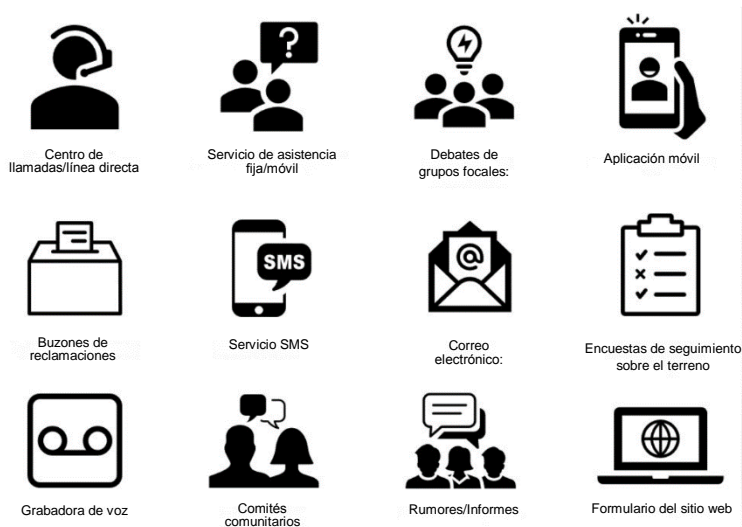 ?
Centro de
llamadas/línea directa
Servicio de asistencia
fija/móvil
Debates de
grupos focales:
Aplicación móvil
SMS
@
Buzones de
reclamaciones
Servicio SMS
Correo
electrónico:
Encuestas de seguimiento
sobre el terreno
Grabadora de voz
Comités
comunitarios
Rumores/Informes
Formulario del sitio web